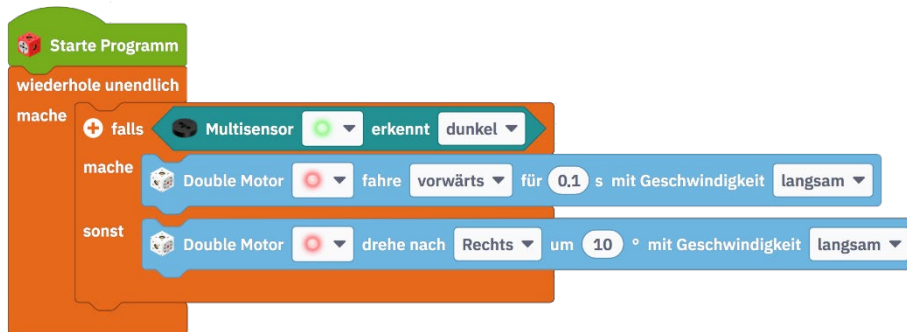 Starte Programm
wiederhole unendlich
mache
falls Multisensor erkennt dunkel
mache
Double Motor fahre vorwärts für 0.1 s mit Geschwindigkeit langsam
sonst
Double Motor drehe nach Rechts um 10 ° mit Geschwindigkeit langsam